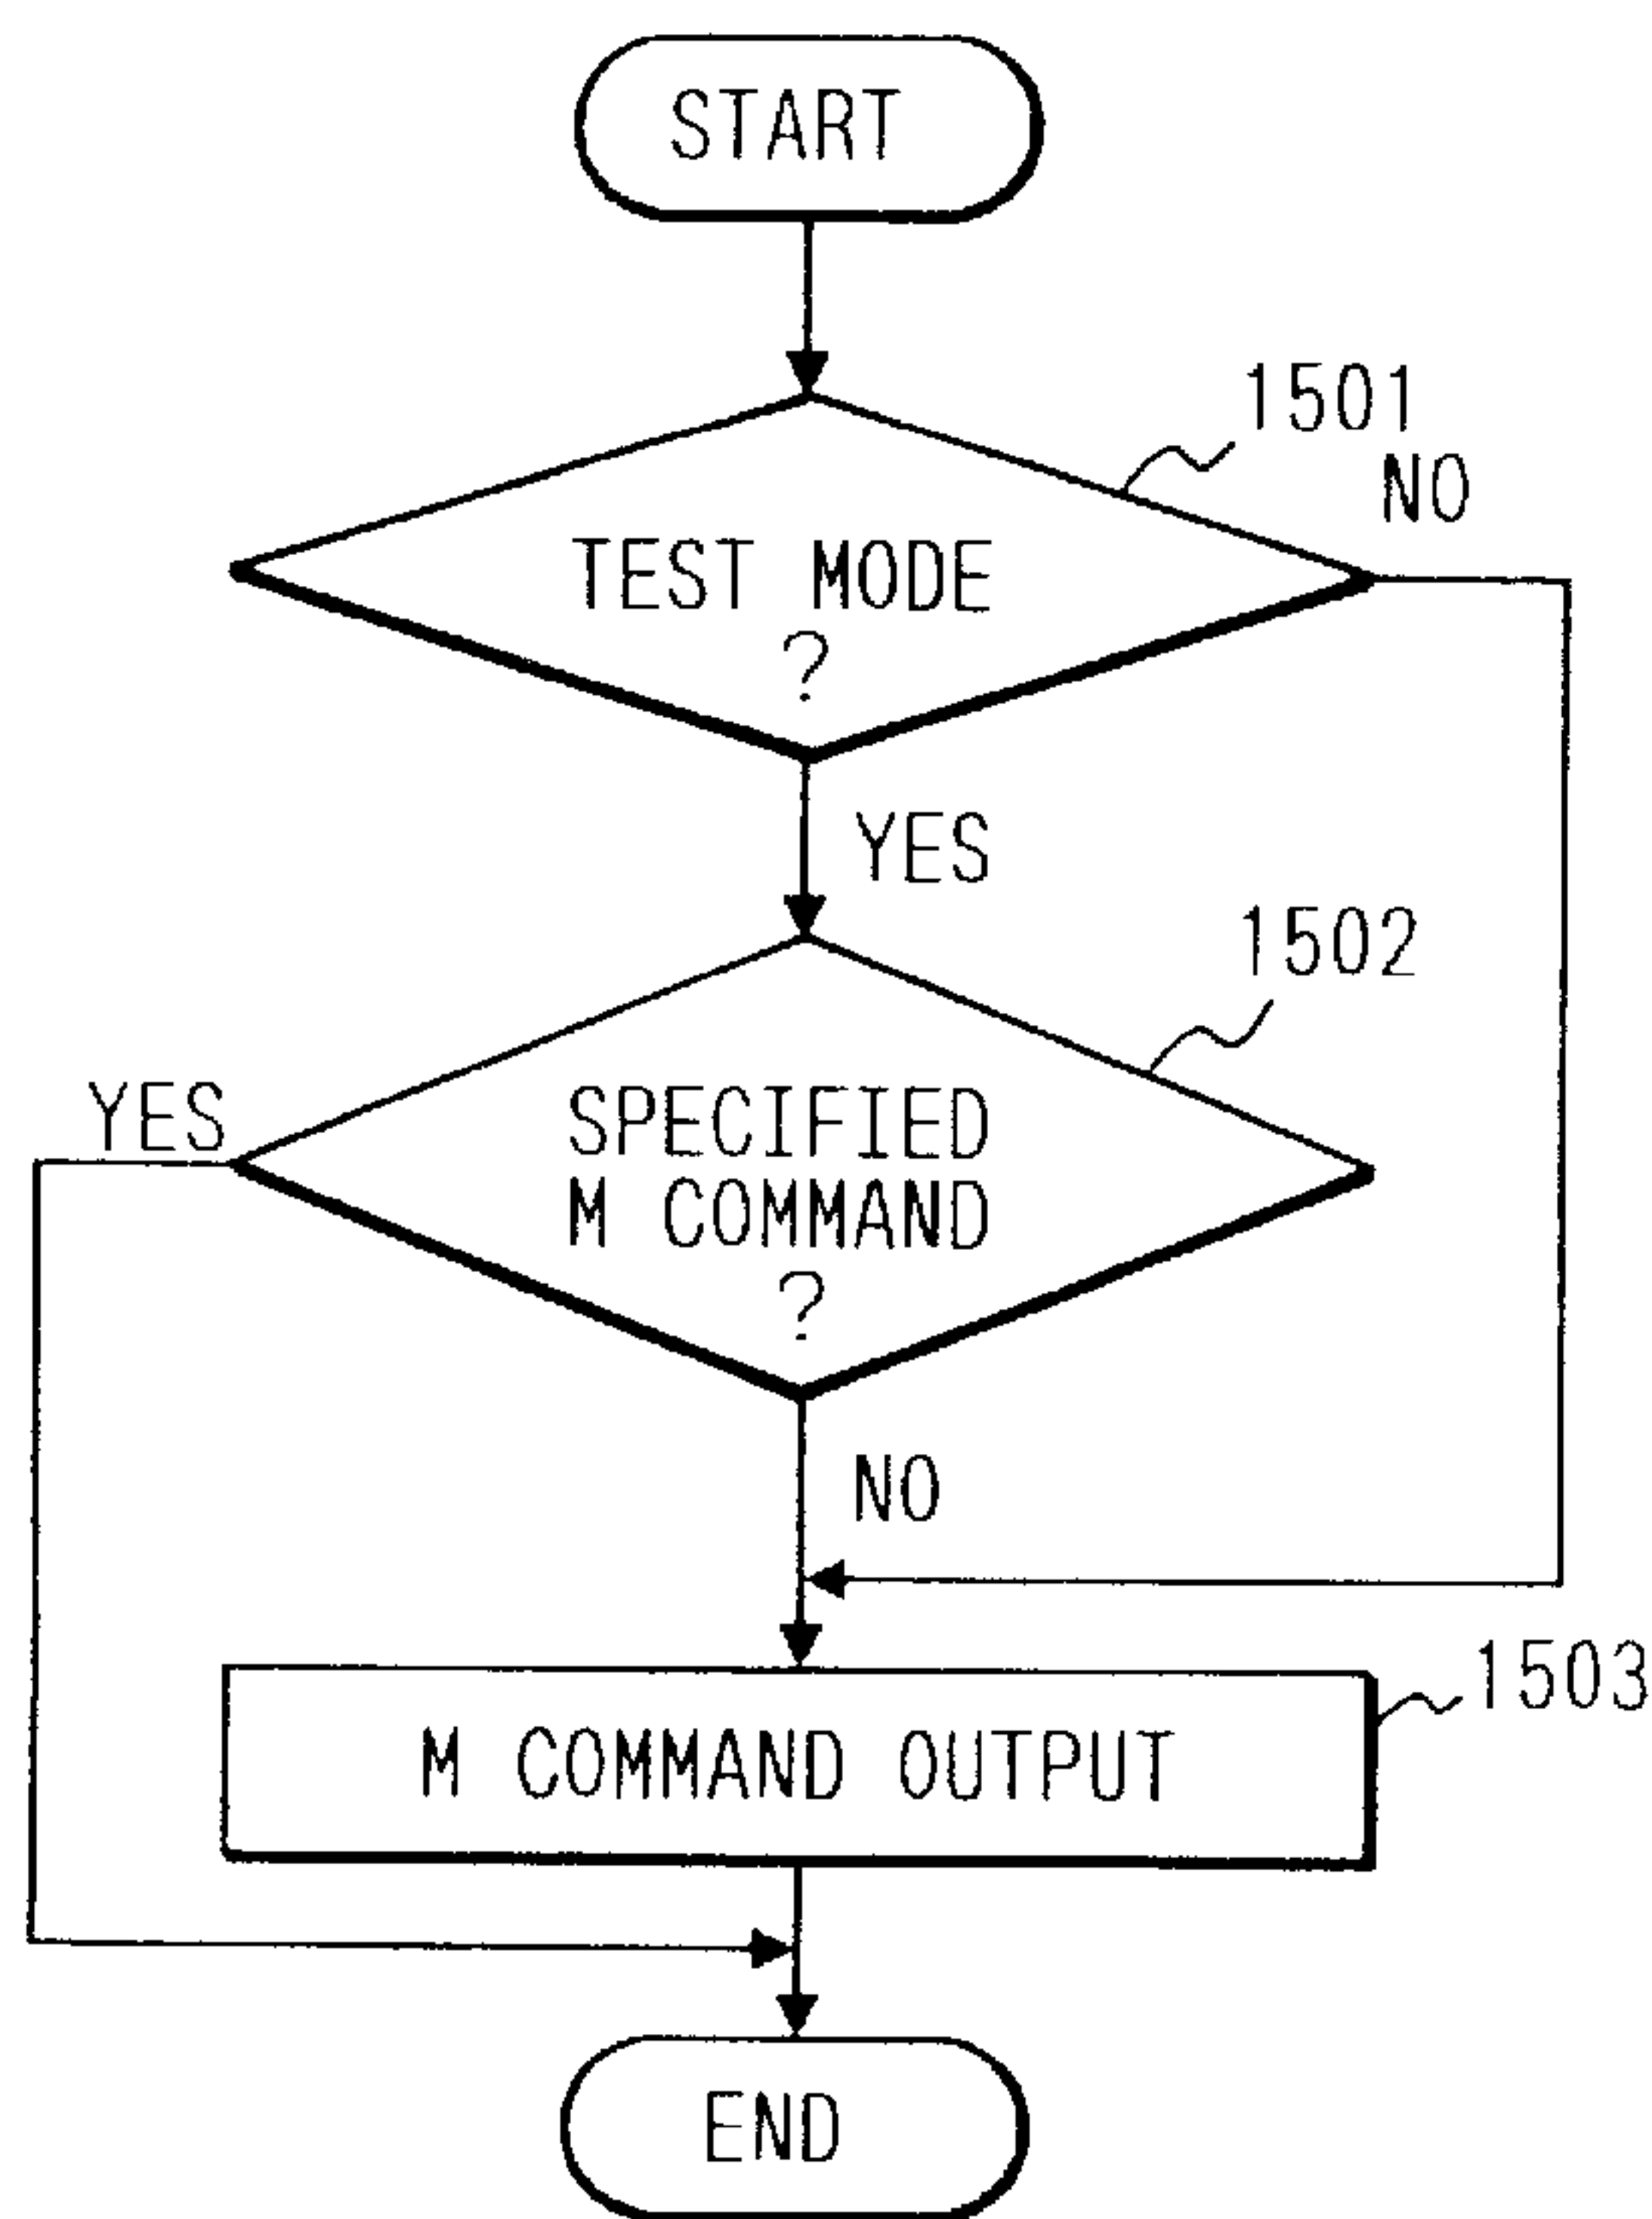 START
1501
NO
TEST MODE
?
YES
1502
YES
SPECIFIED
M COMMAND
?
NO
1503
M COMMAND OUTPUT
END